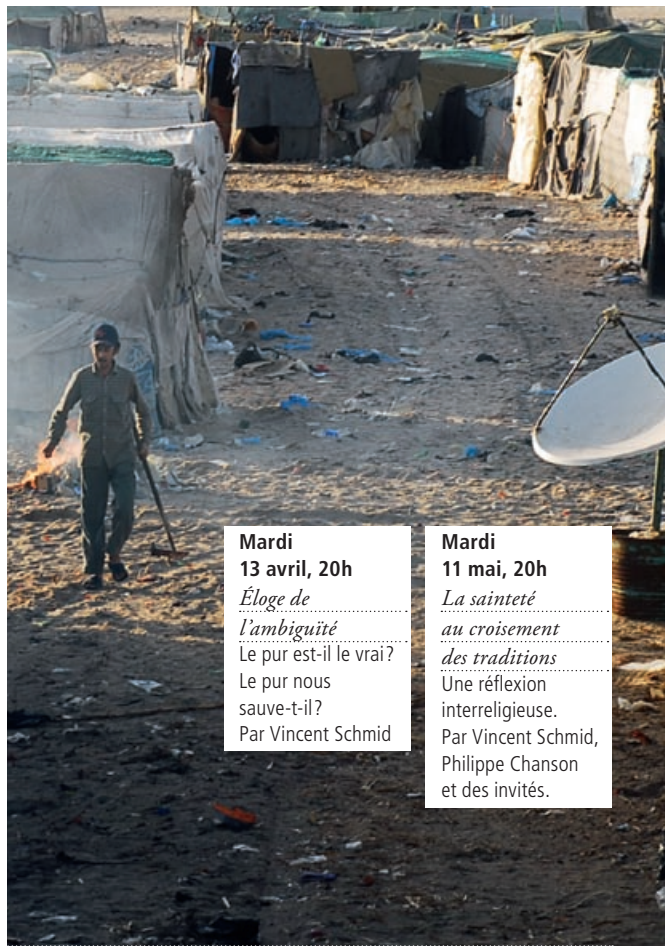 Mardi
13 avril, 20h
Éloge de
l’ambiguïté
Le pur est-il le vrai?
Le pur nous
sauve-t-il?
Par Vincent Schmid
Mardi
11 mai, 20h
La sainteté
au croisement
des traditions
Une réflexion
interreligieuse.
Par Vincent Schmid,
Philippe Chanson
et des invités.